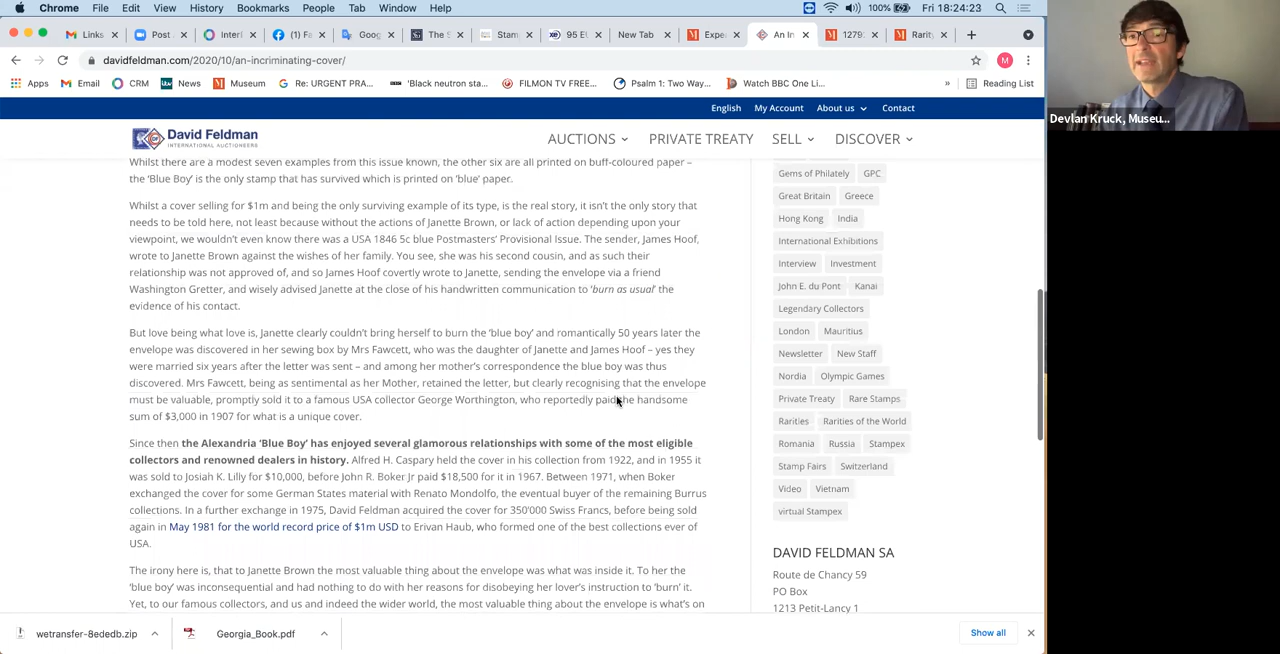 Chrome File Edit View History Bookmarks People Tab Window Help 100% Fri 18:24:23
Links Post Interi (1) Fa Goog The S Stam 95 El New Tab Expe An In 1279 Rarit
davidfeldman.com/2020/10/an-incriminating-cover/
Apps Email CRM News Museum Re: URGENT PRA... 'Black neutron sta... FILMON TV FREE... Psalm 1: Two Way... Watch BBC One Li... » Reading List
English My Account About us Contact
David Feldman
INTERNATIONAL AUCTIONEERS
AUCTIONS PRIVATE TREATY SELL DISCOVER
Whilst there are a modest seven examples from this issue known, the other six are all printed on buff-coloured paper –
the 'Blue Boy' is the only stamp that has survived which is printed on 'blue' paper.
Whilst a cover selling for $1m and being the only surviving example of its type, is the real story, it isn't the only story that
needs to be told here, not least because without the actions of Janette Brown, or lack of action depending upon your
viewpoint, we wouldn't even know there was a USA 1846 5c blue Postmasters' Provisional Issue. The sender, James Hoof,
wrote to Janette Brown against the wishes of her family. You see, she was his second cousin, and as such their
relationship was not approved of, and so James Hoof covertly wrote to Janette, sending the envelope via a friend
Washington Gretter, and wisely advised Janette at the close of his handwritten communication to 'burn as usual' the
evidence of his contact.
But love being what love is, Janette clearly couldn't bring herself to burn the 'blue boy' and romantically 50 years later the
envelope was discovered in her sewing box by Mrs Fawcett, who was the daughter of Janette and James Hoof – yes they
were married six years after the letter was sent – and among her mother's correspondence the blue boy was thus
discovered. Mrs Fawcett, being as sentimental as her Mother, retained the letter, but clearly recognising that the envelope
must be valuable, promptly sold it to a famous USA collector George Worthington, who reportedly paid the handsome
sum of $3,000 in 1907 for what is a unique cover.
Since then the Alexandria 'Blue Boy' has enjoyed several glamorous relationships with some of the most eligible
collectors and renowned dealers in history. Alfred H. Caspary held the cover in his collection from 1922, and in 1955 it
was sold to Josiah K. Lilly for $10,000, before John R. Boker Jr paid $18,500 for it in 1967. Between 1971, when Boker
exchanged the cover for some German States material with Renato Mondolfo, the eventual buyer of the remaining Burrus
collections. In a further exchange in 1975, David Feldman acquired the cover for 350'000 Swiss Francs, before being sold
again in May 1981 for the world record price of $1m USD to Erivan Haub, who formed one of the best collections ever of
USA.
The irony here is, that to Janette Brown the most valuable thing about the envelope was what was inside it. To her the
'blue boy' was inconsequential and had nothing to do with her reasons for disobeying her lover's instruction to 'burn' it.
Yet, to our famous collectors, and us and indeed the wider world, the most valuable thing about the envelope is what's on
Gems of Philately GPC
Great Britain Greece
Hong Kong India
International Exhibitions
Interview Investment
John E. du Pont Kanai
Legendary Collectors
London Mauritius
Newsletter New Staff
Nordia Olympic Games
Private Treaty Rare Stamps
Rarities Rarities of the World
Romania Russia Stampex
Stamp Fairs Switzerland
Video Vietnam
virtual Stampex
DAVID FELDMAN SA
Route de Chancy 59
PO Box
1213 Petit-Lancy 1
wetransfer-8ededb.zip Georgia_Book.pdf Show all
Devlan Kruck, Museu...